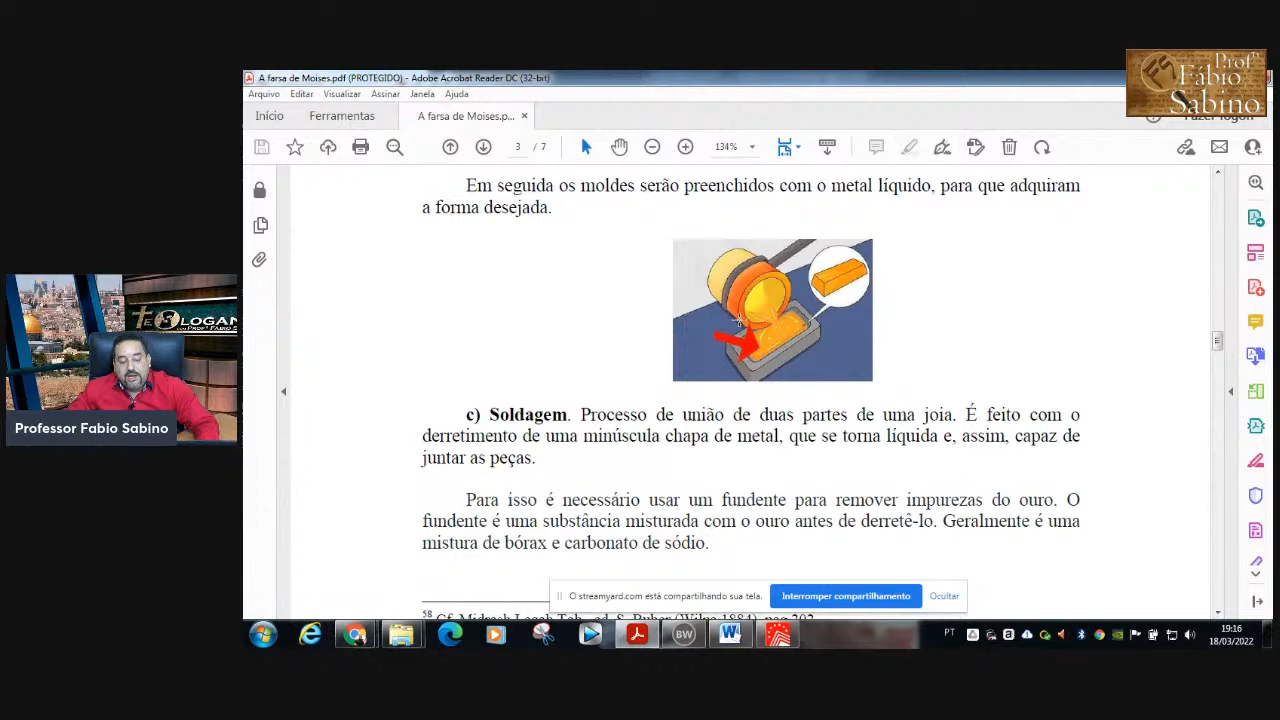 Profº
Fábio
Sabino
FS
A farsa de Moises.pdf (PROTEGIDO) - Adobe Acrobat Reader DC (32-bit)
Arquivo Editar Visualizar Assinar Janela Ajuda
Início Ferramentas A farsa de Moises.p... ×
3 / 7 134%
Em seguida os moldes serão preenchidos com o metal líquido, para que adquiram
a forma desejada.
c) Soldagem. Processo de união de duas partes de uma joia. É feito com o
derretimento de uma minúscula chapa de metal, que se torna líquida e, assim, capaz de
juntar as peças.
Para isso é necessário usar um fundente para remover impurezas do ouro. O
fundente é uma substância misturada com o ouro antes de derretê-lo. Geralmente é uma
mistura de bórax e carbonato de sódio.
O streamyard.com está compartilhando sua tela. Interromper compartilhamento Ocultar
Professor Fabio Sabino
BW
PT
19:16
18/03/2022